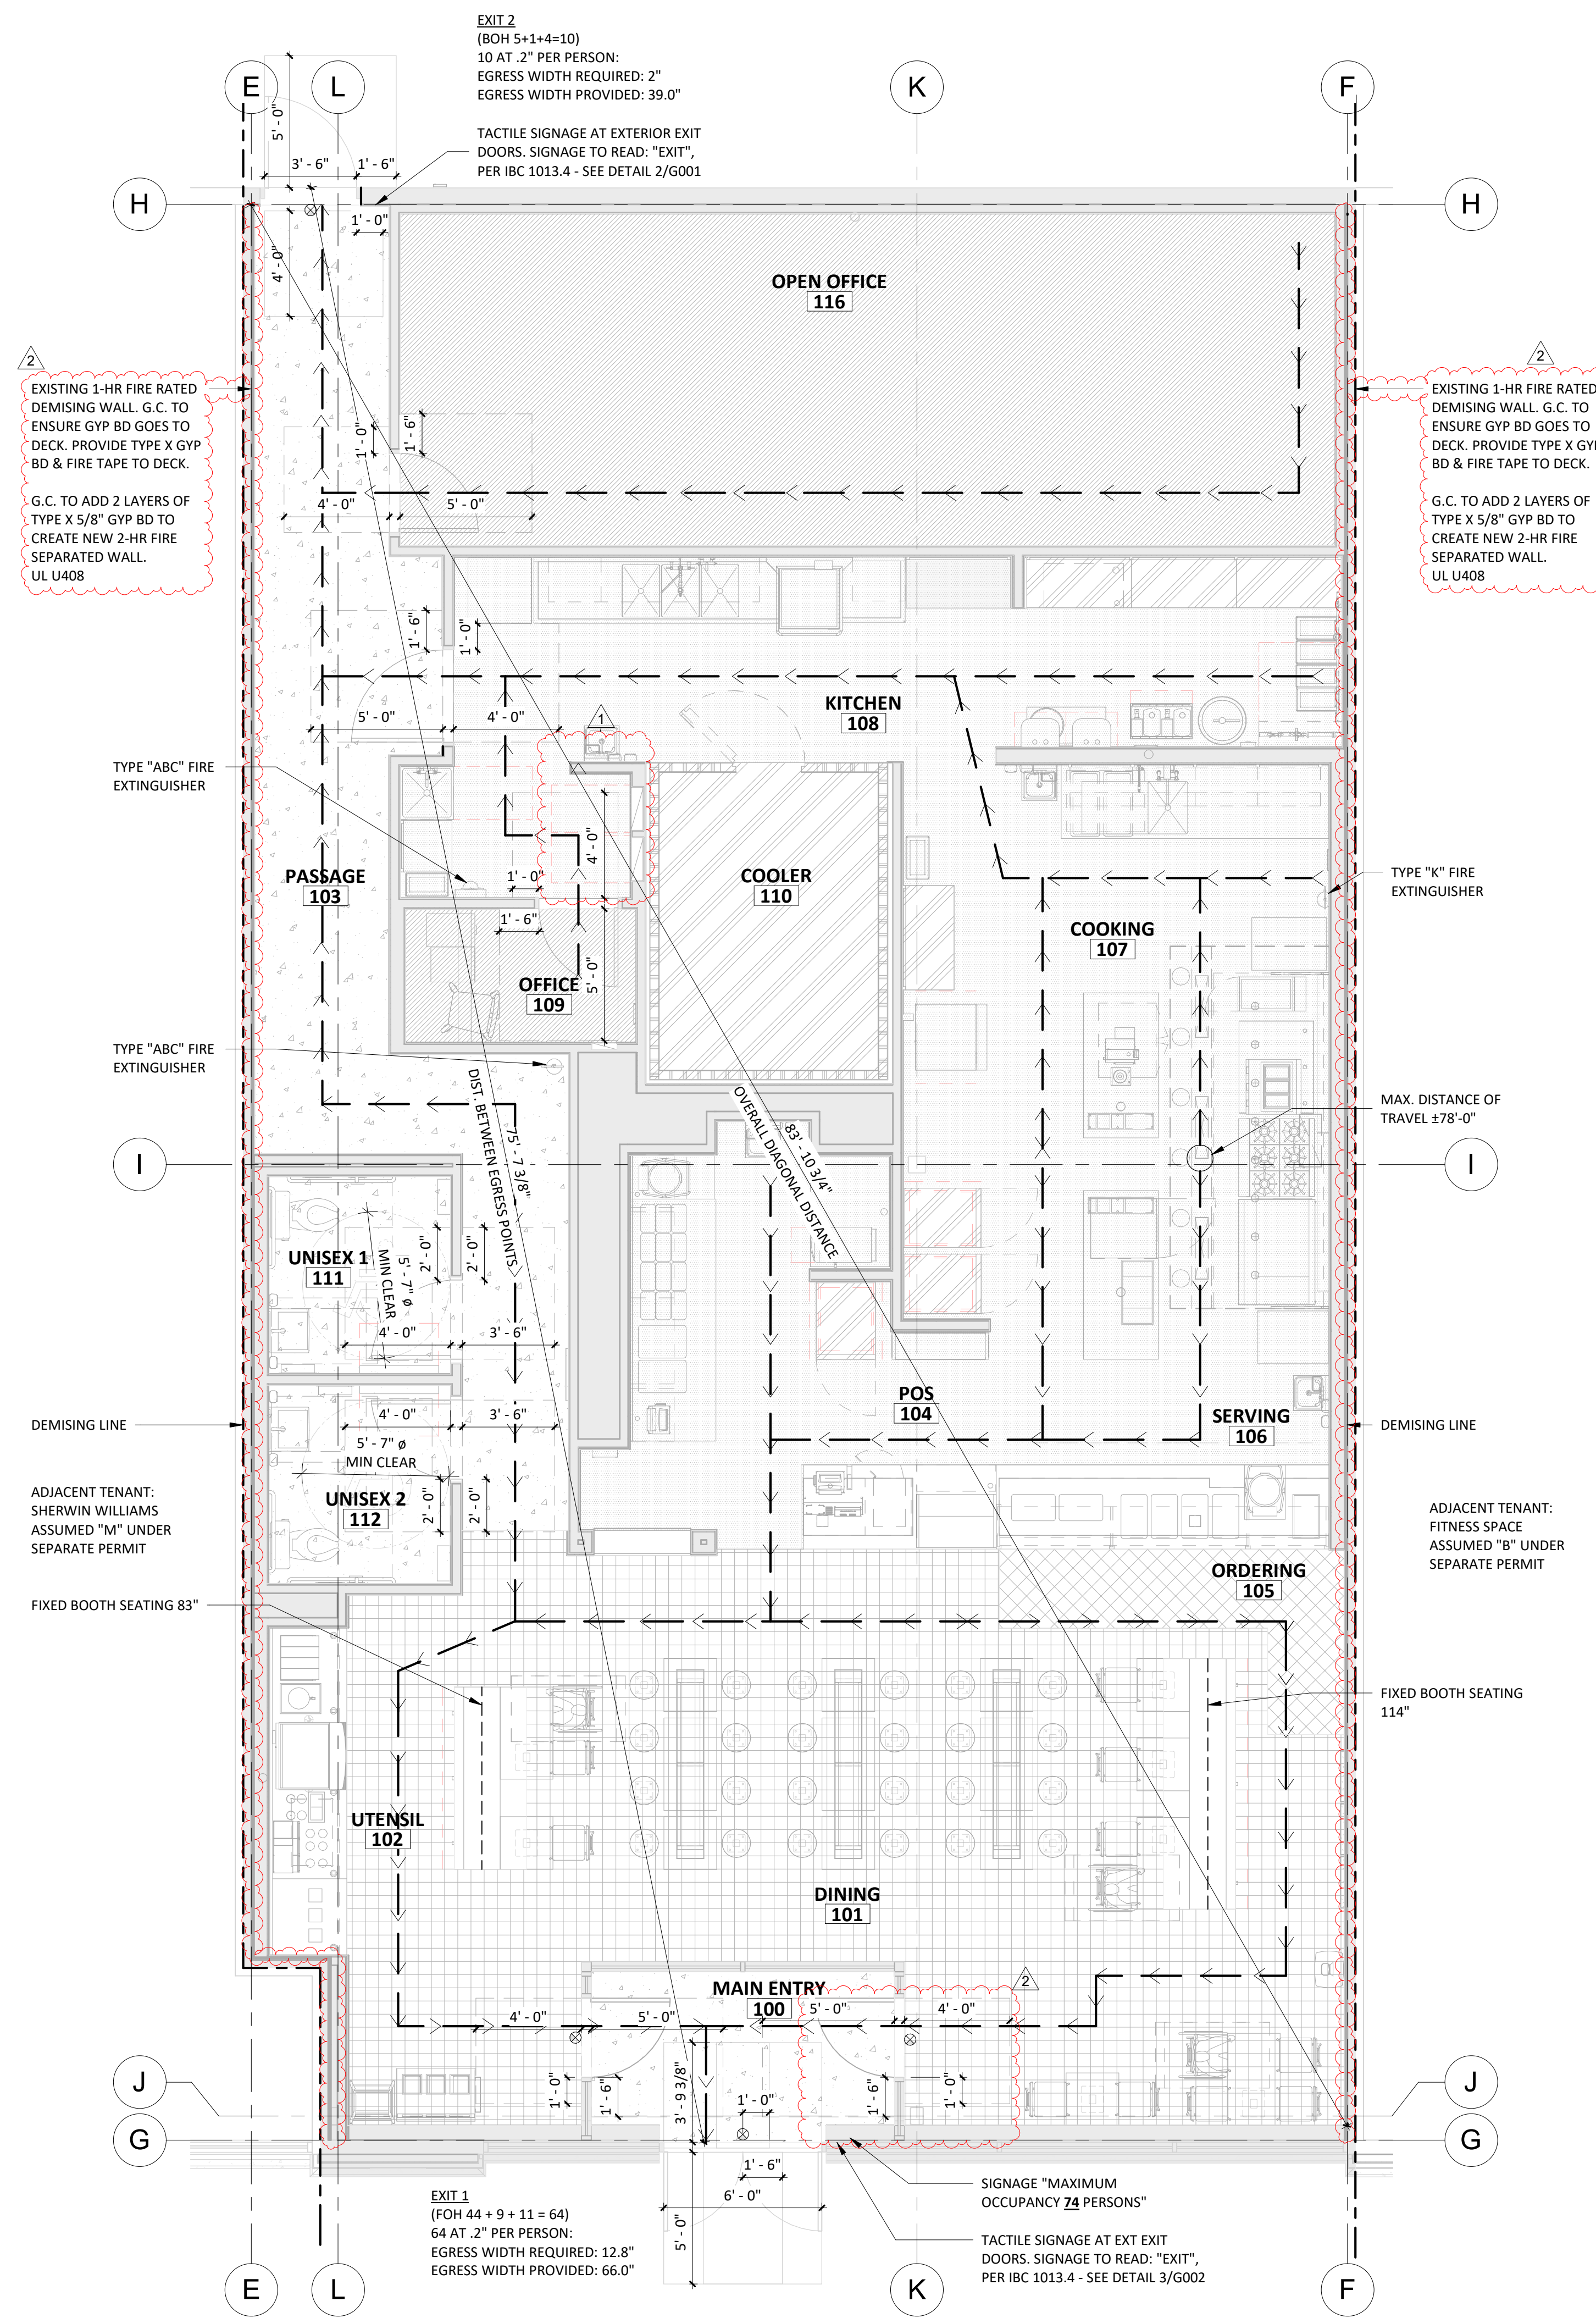 EXIT 2
(BOH 5+1+4=10)
10 AT .2" PER PERSON:
EGRESS WIDTH REQUIRED: 2"
EGRESS WIDTH PROVIDED: 39.0"
TACTILE SIGNAGE AT EXTERIOR EXIT
DOORS. SIGNAGE TO READ: "EXIT",
PER IBC 1013.4 - SEE DETAIL 2/G001
E
L
K
F
5' - 0"
3' - 6"
1' - 6"
H
H
1' - 0"
4' - 0"
OPEN OFFICE
116
2
EXISTING 1-HR FIRE RATED
DEMISING WALL. G.C. TO
ENSURE GYP BD GOES TO
DECK. PROVIDE TYPE X GYP
BD & FIRE TAPE TO DECK.
G.C. TO ADD 2 LAYERS OF
TYPE X 5/8" GYP BD TO
CREATE NEW 2-HR FIRE
SEPARATED WALL.
UL U408
2
EXISTING 1-HR FIRE RATED
DEMISING WALL. G.C. TO
ENSURE GYP BD GOES TO
DECK. PROVIDE TYPE X GYP
BD & FIRE TAPE TO DECK.
G.C. TO ADD 2 LAYERS OF
TYPE X 5/8" GYP BD TO
CREATE NEW 2-HR FIRE
SEPARATED WALL.
UL U408
1' - 0"
1' - 6"
4' - 0"
5' - 0"
1' - 6"
1' - 0"
KITCHEN
108
5' - 0"
4' - 0"
1
TYPE "ABC" FIRE
EXTINGUISHER
4' - 0"
PASSAGE
103
1' - 0"
COOLER
110
TYPE "K" FIRE
EXTINGUISHER
1' - 6"
COOKING
107
OFFICE
109
5' - 0"
TYPE "ABC" FIRE
EXTINGUISHER
DIST. BETWEEN EGRESS POINTS
75' - 7 3/8"
OVERALL DIAGONAL DISTANCE
83' - 10 3/4"
MAX. DISTANCE OF
TRAVEL ±78'-0"
I
I
UNISEX 1
111
5' - 7" ø
MIN CLEAR
2' - 0"
2' - 0"
4' - 0"
3' - 6"
POS
104
SERVING
106
DEMISING LINE
DEMISING LINE
4' - 0"
3' - 6"
5' - 7" ø
MIN CLEAR
UNISEX 2
112
2' - 0"
2' - 0"
ADJACENT TENANT:
SHERWIN WILLIAMS
ASSUMED "M" UNDER
SEPARATE PERMIT
ADJACENT TENANT:
FITNESS SPACE
ASSUMED "B" UNDER
SEPARATE PERMIT
ORDERING
105
FIXED BOOTH SEATING 83"
FIXED BOOTH SEATING
114"
UTENSIL
102
DINING
101
MAIN ENTRY
100
2
4' - 0"
5' - 0"
5' - 0"
4' - 0"
1' - 0"
1' - 6"
3' - 9 3/8"
1' - 0"
1' - 6"
1' - 0"
J
J
G
G
1' - 6"
6' - 0"
5' - 0"
EXIT 1
(FOH 44 + 9 + 11 = 64)
64 AT .2" PER PERSON:
EGRESS WIDTH REQUIRED: 12.8"
EGRESS WIDTH PROVIDED: 66.0"
SIGNAGE "MAXIMUM
OCCUPANCY 74 PERSONS"
TACTILE SIGNAGE AT EXT EXIT
DOORS. SIGNAGE TO READ: "EXIT",
PER IBC 1013.4 - SEE DETAIL 3/G002
E
L
K
F